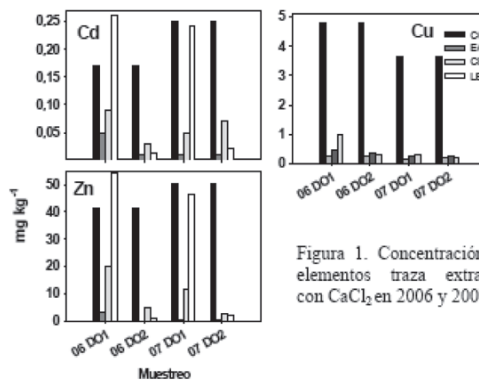 Cd
0,25
0,20
0,15
0,10
0,05
Cu
5
4
3
2
1
0
06 DO1
06 DO2
07 DO1
07 DO2
Zn
50
40
30
20
10
0
mg kg-1
06 DO1
06 DO2
07 DO1
07 DO2
Muestreo
Figura 1. Concentración
elementos traza extra
con CaCl2 en 2006 y 200